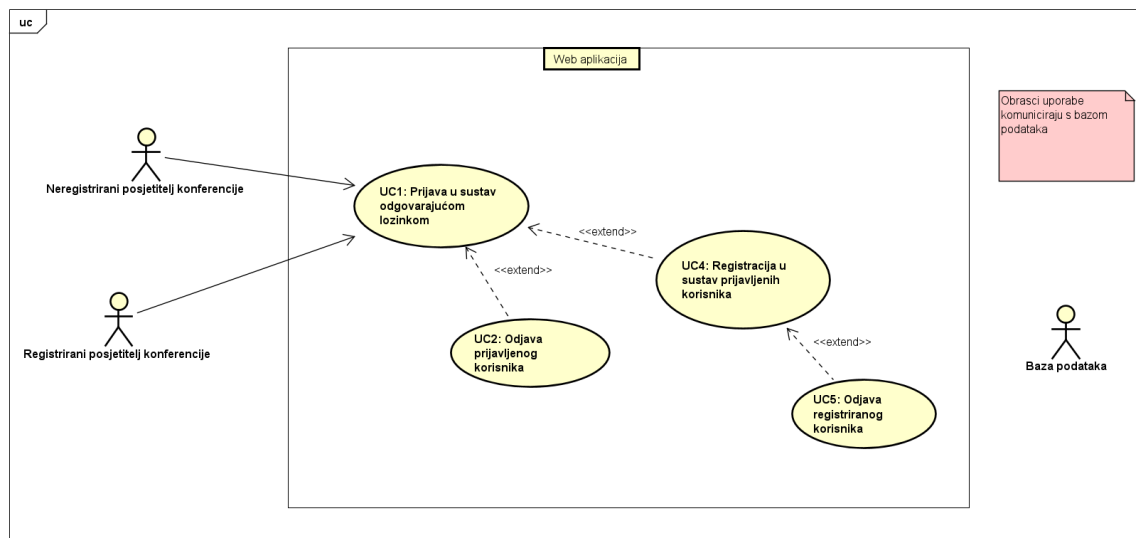 uc
Web aplikacija
Obrasci uporabe
komuniciraju s bazom
podataka
Neregistrirani posjetitelj konferencije
UC1: Prijava u sustav
odgovarajućom
lozinkom
<<extend>>
<<extend>>
UC4: Registracija u
sustav prijavljenih
korisnika
Registrirani posjetitelj konferencije
UC2: Odjava
prijavljenog
korisnika
<<extend>>
Baza podataka
UC5: Odjava
registriranog
korisnika